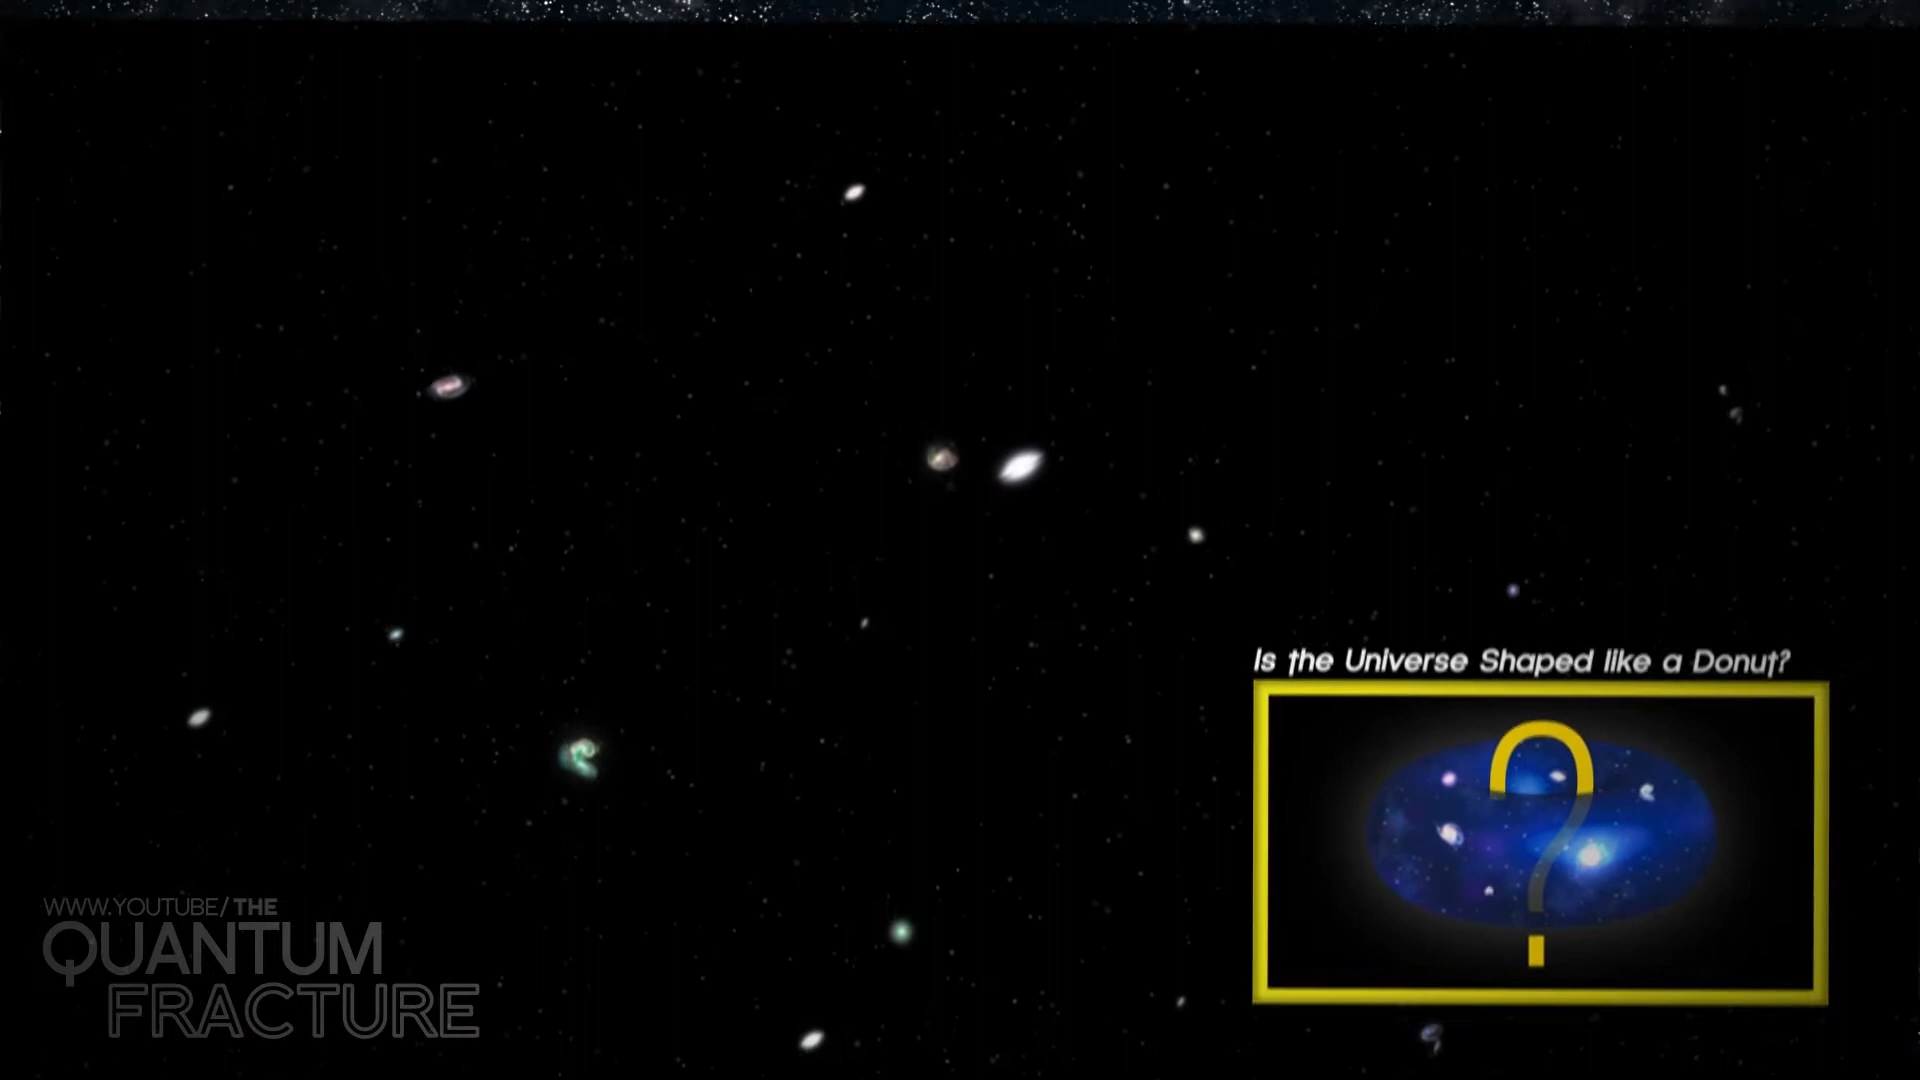 Is the Universe Shaped like a Donut?
?
WWW.YOUTUBE/THE
QUANTUM
FRACTURE